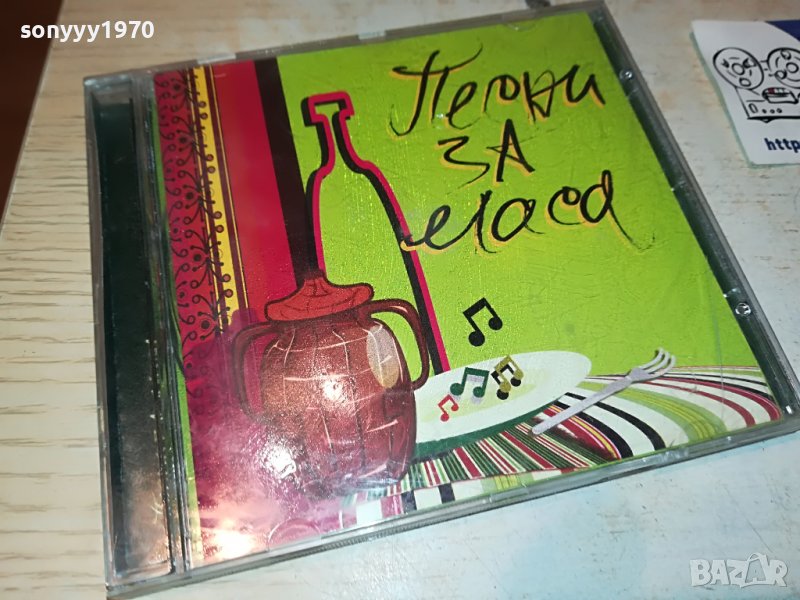 sonyyy1970
Песни
ЗА
маса
http
BAZAR